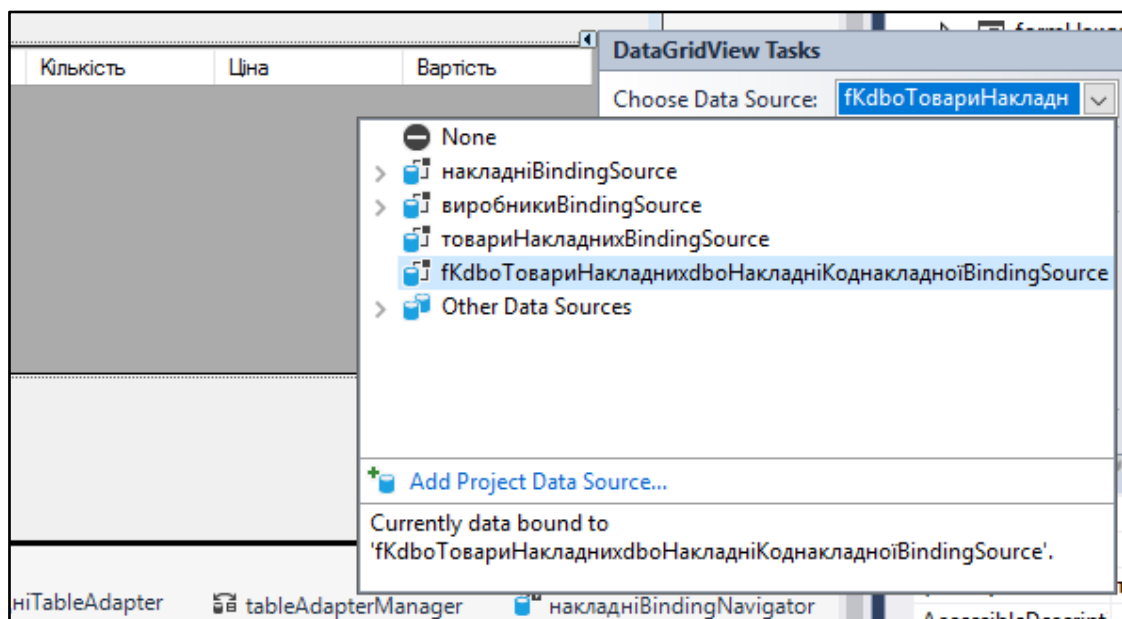 DataGridView Tasks
Кількість Ціна Вартість
Choose Data Source: fKdboТовариНакладн
None
накладніBindingSource
виробникиBindingSource
товариНакладнихBindingSource
fKdboТовариНакладнихdboНакладніКоднакладноїBindingSource
Other Data Sources
Add Project Data Source...
Currently data bound to
'fKdboТовариНакладнихdboНакладніКоднакладноїBindingSource'.
ніTableAdapter tableAdapterManager накладніBindingNavigator